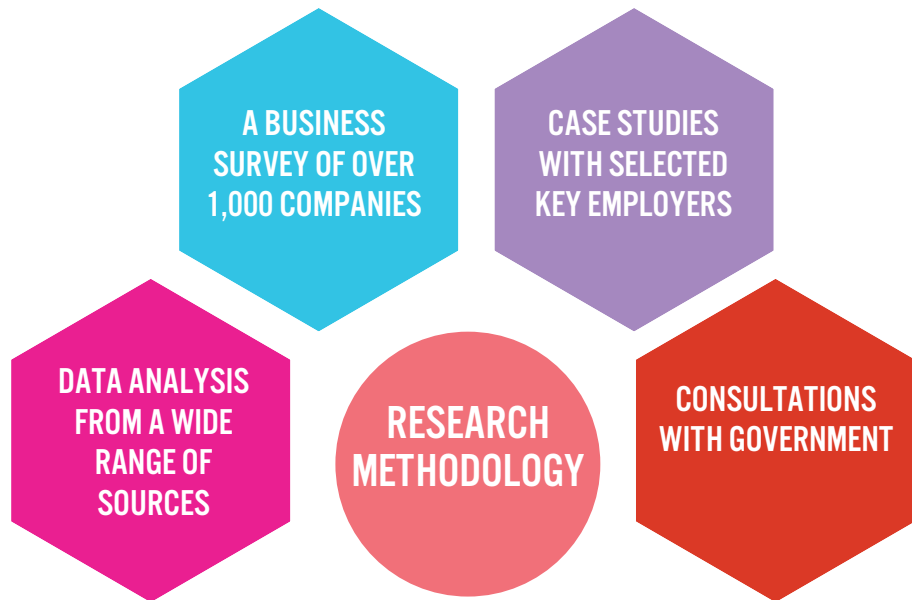 A BUSINESS
SURVEY OF OVER
1,000 COMPANIES
CASE STUDIES
WITH SELECTED
KEY EMPLOYERS
DATA ANALYSIS
FROM A WIDE
RANGE OF
SOURCES
RESEARCH
METHODOLOGY
CONSULTATIONS
WITH GOVERNMENT